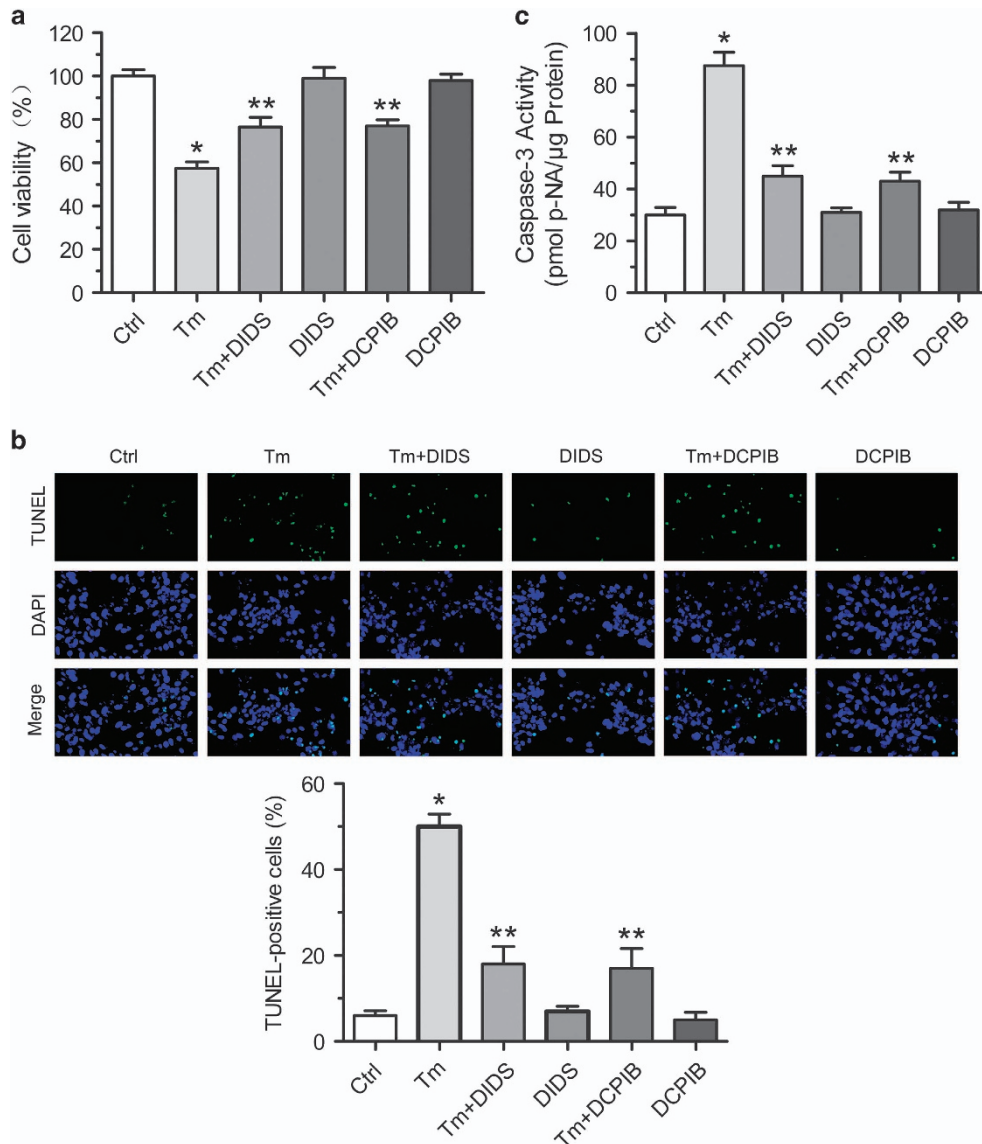 a
Cell viability (%)
120
100
80
60
40
20
0
*
**
**
Ctrl
Tm
Tm+DIDS
DIDS
Tm+DCPIB
DCPIB
c
Caspase-3 Activity
(pmol p-NA/μg Protein)
100
80
60
40
20
0
*
**
**
Ctrl
Tm
Tm+DIDS
DIDS
Tm+DCPIB
DCPIB
b
Ctrl Tm Tm+DIDS DIDS Tm+DCPIB DCPIB
TUNEL
DAPI
Merge
TUNEL-positive cells (%)
60
40
20
0
*
**
**
Ctrl
Tm
Tm+DIDS
DIDS
Tm+DCPIB
DCPIB